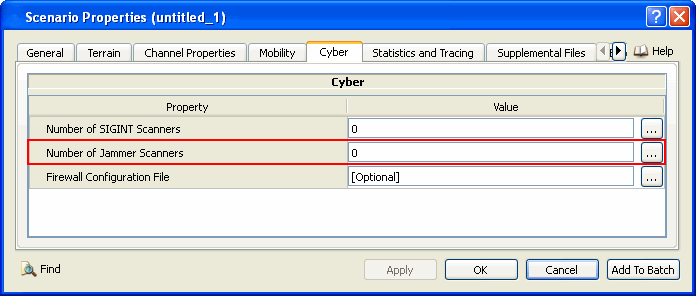 Scenario Properties (untitled_1)
General Terrain Channel Properties Mobility Cyber Statistics and Tracing Supplemental Files Help
Cyber
Property Value
Number of SIGINT Scanners 0 ...
Number of Jammer Scanners 0 ...
Firewall Configuration File [Optional] ...
Find Apply OK Cancel Add To Batch